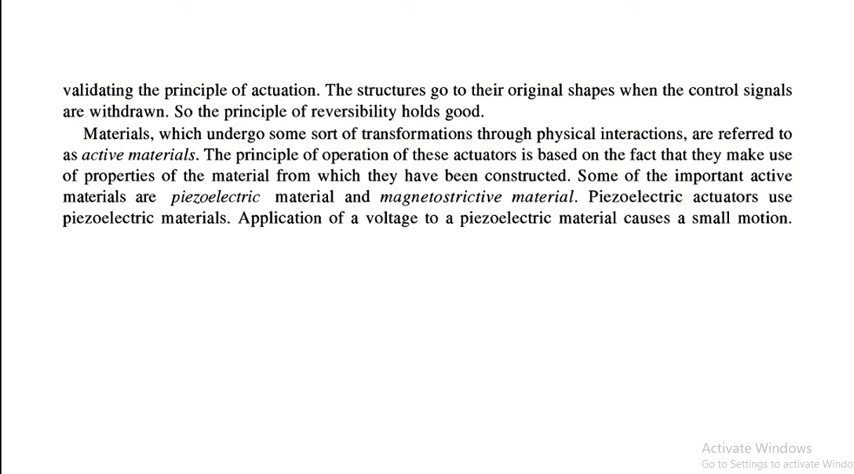 validating the principle of actuation. The structures go to their original shapes when the control signals
are withdrawn. So the principle of reversibility holds good.
Materials, which undergo some sort of transformations through physical interactions, are referred to
as active materials. The principle of operation of these actuators is based on the fact that they make use
of properties of the material from which they have been constructed. Some of the important active
materials are piezoelectric material and magnetostrictive material. Piezoelectric actuators use
piezoelectric materials. Application of a voltage to a piezoelectric material causes a small motion.
Activate Windows
Go to Settings to activate Windo